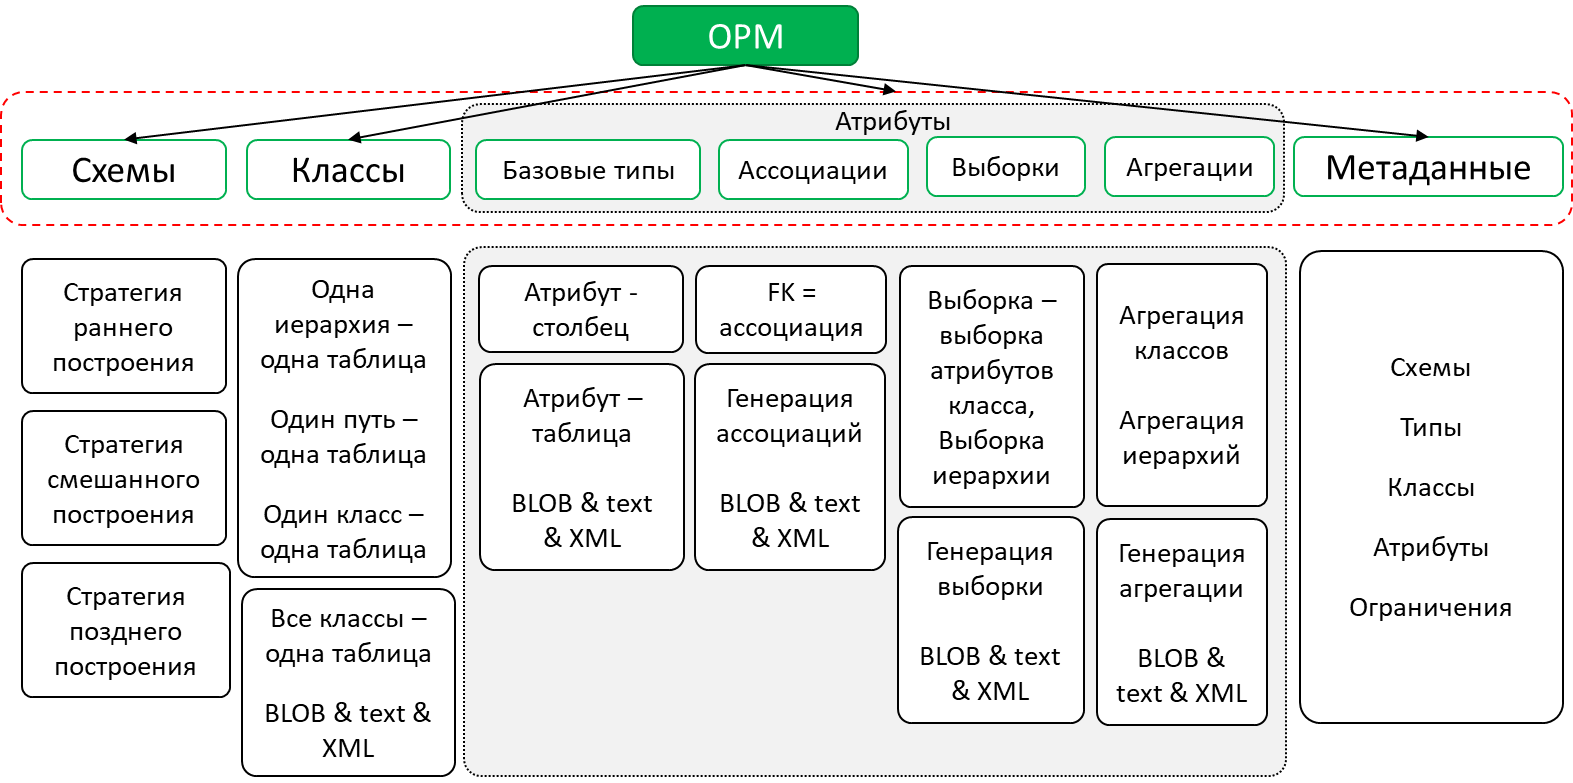 ОРМ
Атрибуты
Схемы
Классы
Базовые типы
Ассоциации
Выборки
Агрегации
Метаданные
Стратегия
раннего
построения
Стратегия
смешанного
построения
Стратегия
позднего
построения
Одна
иерархия –
одна таблица
Один путь –
одна таблица
Один класс –
одна таблица
Все классы –
одна таблица
BLOB & text &
XML
Атрибут -
столбец
Атрибут –
таблица
BLOB & text
& XML
FK =
ассоциация
Генерация
ассоциаций
BLOB & text
& XML
Выборка –
выборка
атрибутов
класса,
Выборка
иерархии
Генерация
выборки
BLOB & text
& XML
Агрегация
классов
Агрегация
иерархий
Генерация
агрегации
BLOB &
text & XML
Схемы
Типы
Классы
Атрибуты
Ограничения